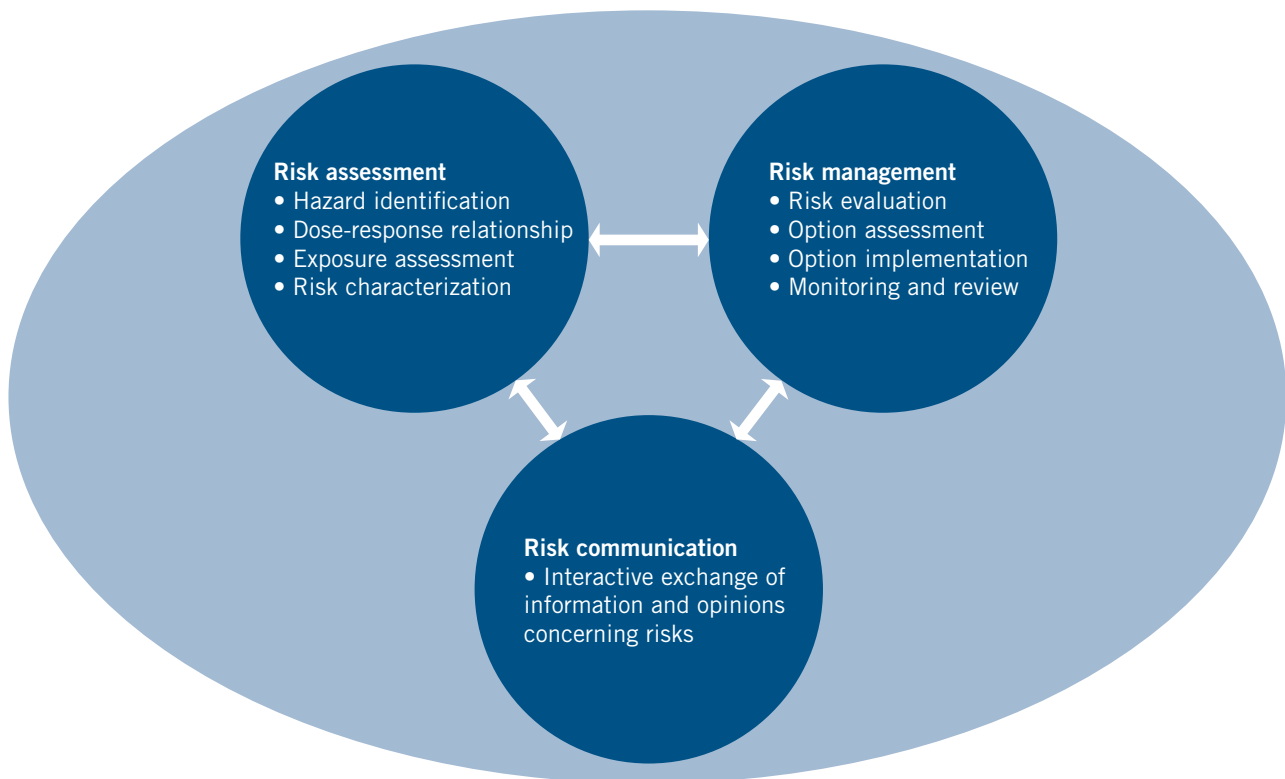 Risk assessment
• Hazard identification
• Dose-response relationship
• Exposure assessment
• Risk characterization
Risk management
• Risk evaluation
• Option assessment
• Option implementation
• Monitoring and review
Risk communication
• Interactive exchange of
information and opinions
concerning risks